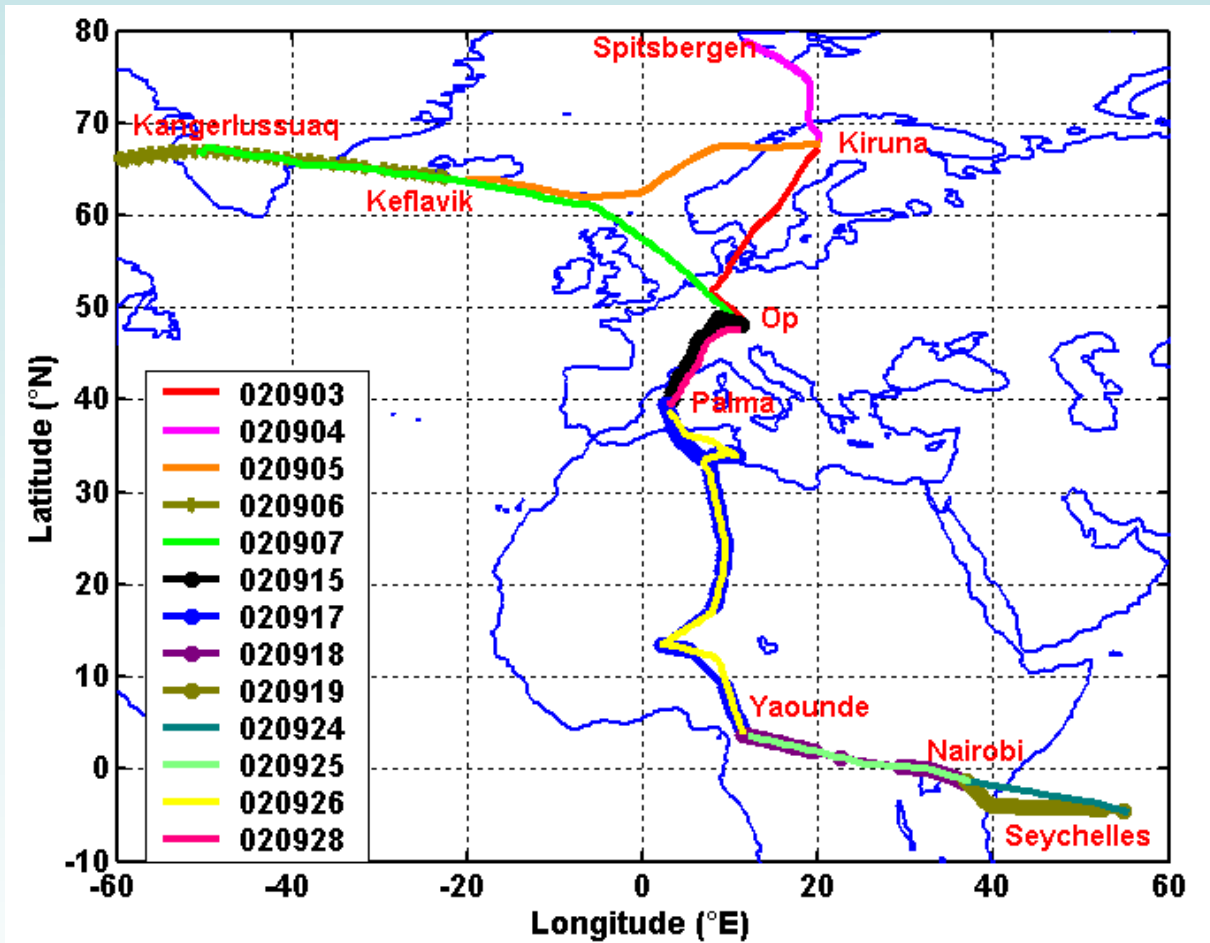 80
70
60
50
40
30
20
10
0
-10
-60
-40
-20
0
20
40
60
Latitude (°N)
Longitude (°E)
Spitsbergen
Kangerlussuaq
Kiruna
Keflavik
Op
Palma
Yaounde
Nairobi
Seychelles
020903
020904
020905
020906
020907
020915
020917
020918
020919
020924
020925
020926
020928